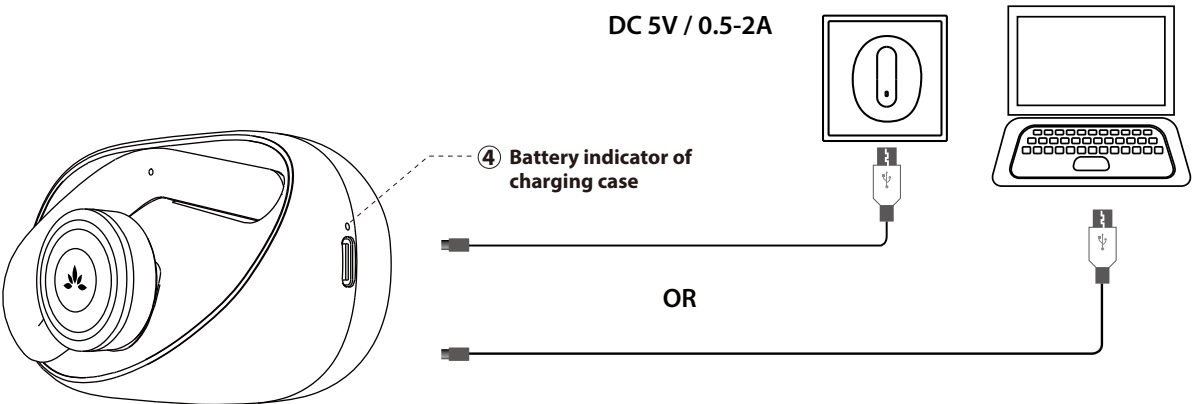 DC 5V / 0.5-2A
④ Battery indicator of
charging case
OR